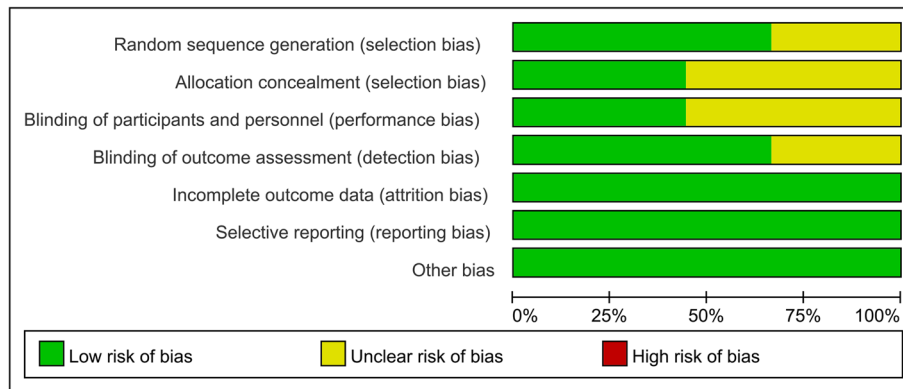 Random sequence generation (selection bias)
Allocation concealment (selection bias)
Blinding of participants and personnel (performance bias)
Blinding of outcome assessment (detection bias)
Incomplete outcome data (attrition bias)
Selective reporting (reporting bias)
Other bias
0% 25% 50% 75% 100%
Low risk of bias Unclear risk of bias High risk of bias